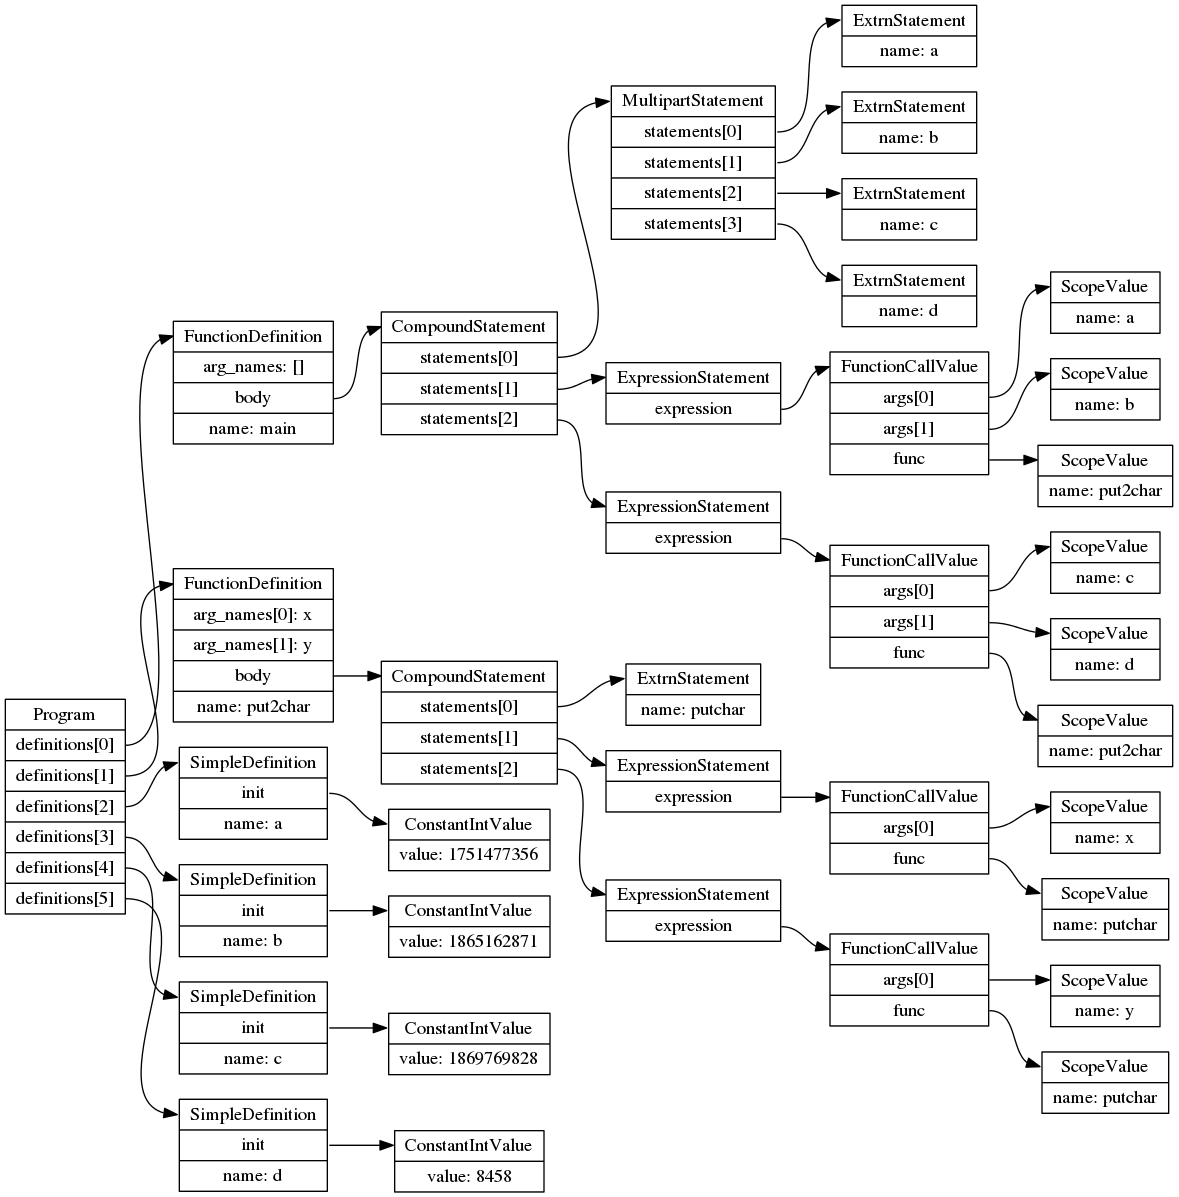 Program
definitions[0]
definitions[1]
definitions[2]
definitions[3]
definitions[4]
definitions[5]
FunctionDefinition
arg_names: []
body
name: main
FunctionDefinition
arg_names[0]: x
arg_names[1]: y
body
name: put2char
SimpleDefinition
init
name: a
SimpleDefinition
init
name: b
SimpleDefinition
init
name: c
SimpleDefinition
init
name: d
CompoundStatement
statements[0]
statements[1]
statements[2]
CompoundStatement
statements[0]
statements[1]
statements[2]
ConstantIntValue
value: 1751477356
ConstantIntValue
value: 1865162871
ConstantIntValue
value: 1869769828
ConstantIntValue
value: 8458
MultipartStatement
statements[0]
statements[1]
statements[2]
statements[3]
ExpressionStatement
expression
ExpressionStatement
expression
ExtrnStatement
name: putchar
ExpressionStatement
expression
ExpressionStatement
expression
ExtrnStatement
name: a
ExtrnStatement
name: b
ExtrnStatement
name: c
ExtrnStatement
name: d
FunctionCallValue
args[0]
args[1]
func
FunctionCallValue
args[0]
args[1]
func
FunctionCallValue
args[0]
func
FunctionCallValue
args[0]
func
ScopeValue
name: a
ScopeValue
name: b
ScopeValue
name: put2char
ScopeValue
name: c
ScopeValue
name: d
ScopeValue
name: put2char
ScopeValue
name: x
ScopeValue
name: putchar
ScopeValue
name: y
ScopeValue
name: putchar